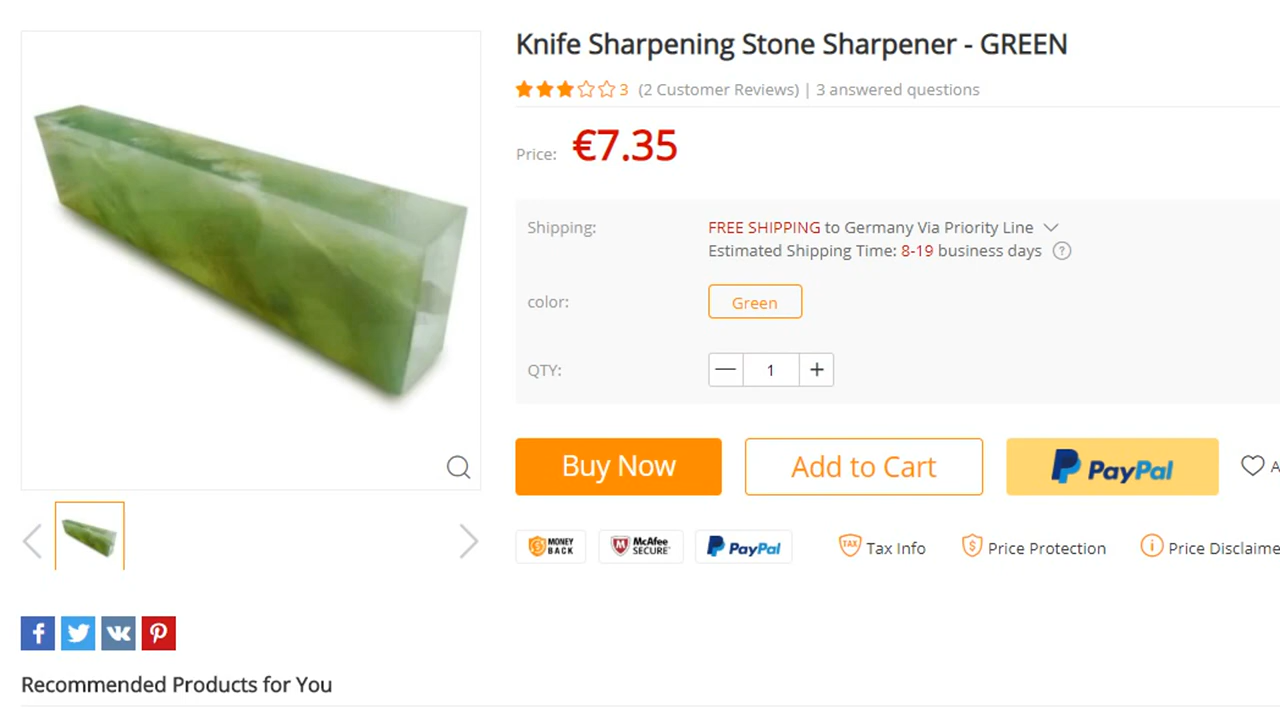 Knife Sharpening Stone Sharpener - GREEN
3 (2 Customer Reviews) | 3 answered questions
Price: €7.35
Shipping: FREE SHIPPING to Germany Via Priority Line
Estimated Shipping Time: 8-19 business days ?
color: Green
QTY: — 1 +
Buy Now Add to Cart PayPal A
MONEY BACK McAfee SECURE PayPal TAX Tax Info $ Price Protection i Price Disclaime
Recommended Products for You